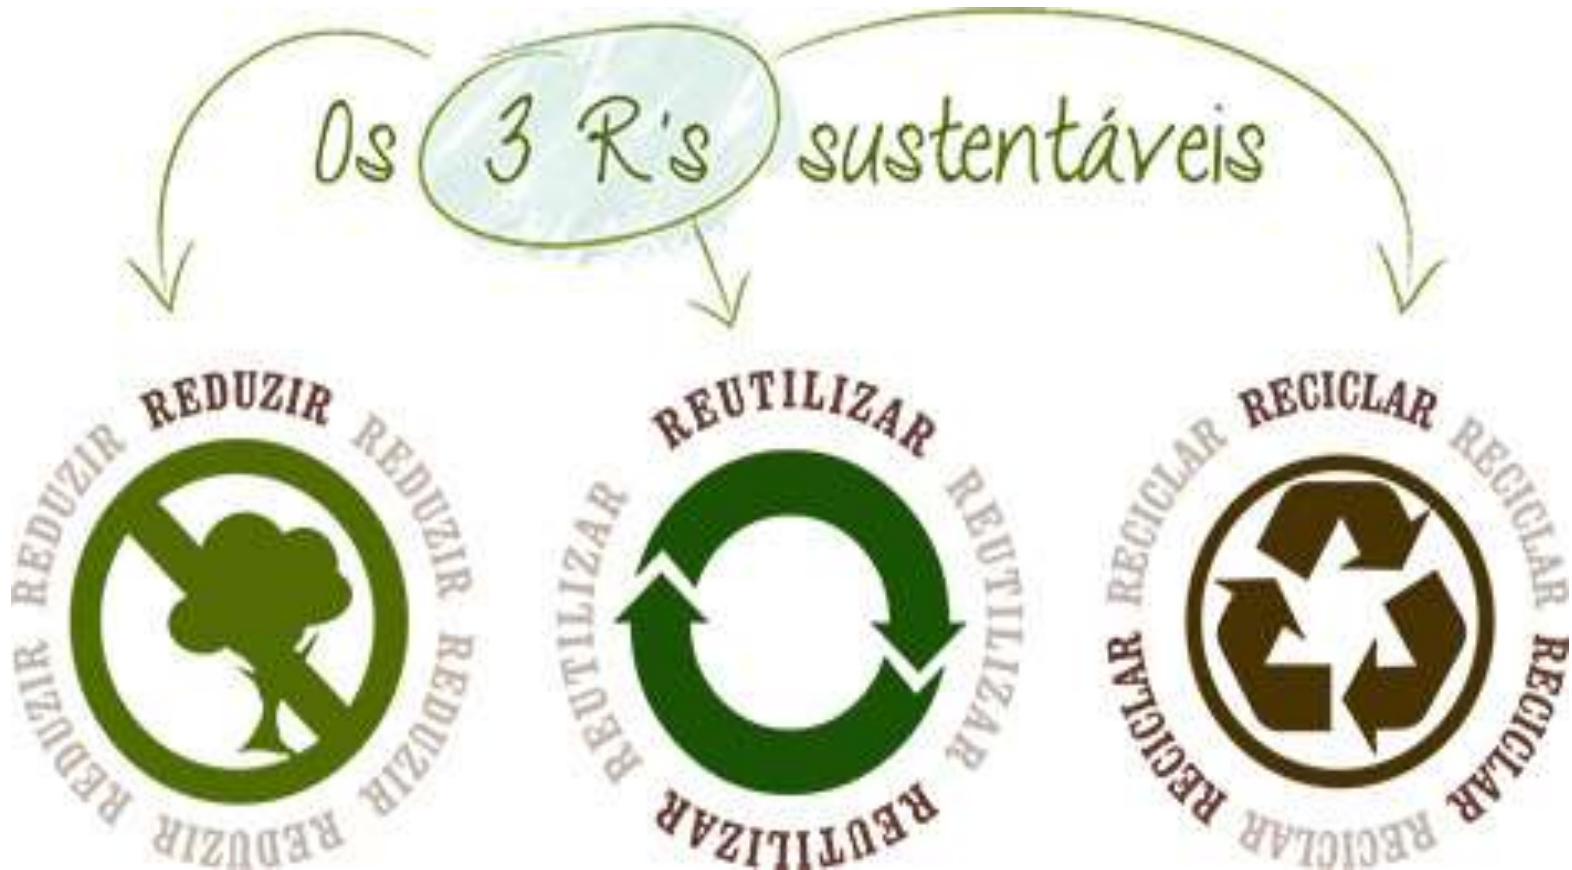 Os 3 R's sustentáveis
REDUZIR REDUZIR REDUZIR REDUZIR REDUZIR REDUZIR
REUTILIZAR REUTILIZAR REUTILIZAR REUTILIZAR
RECICLAR RECICLAR RECICLAR RECICLAR RECICLAR RECICLAR